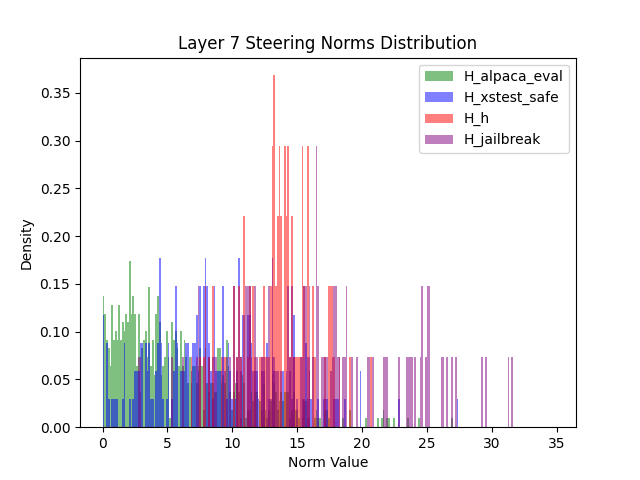 Layer 7 Steering Norms Distribution
H_alpaca_eval
H_xstest_safe
H_h
H_jailbreak
Density
0.35
0.30
0.25
0.20
0.15
0.10
0.05
0.00
0 5 10 15 20 25 30 35
Norm Value